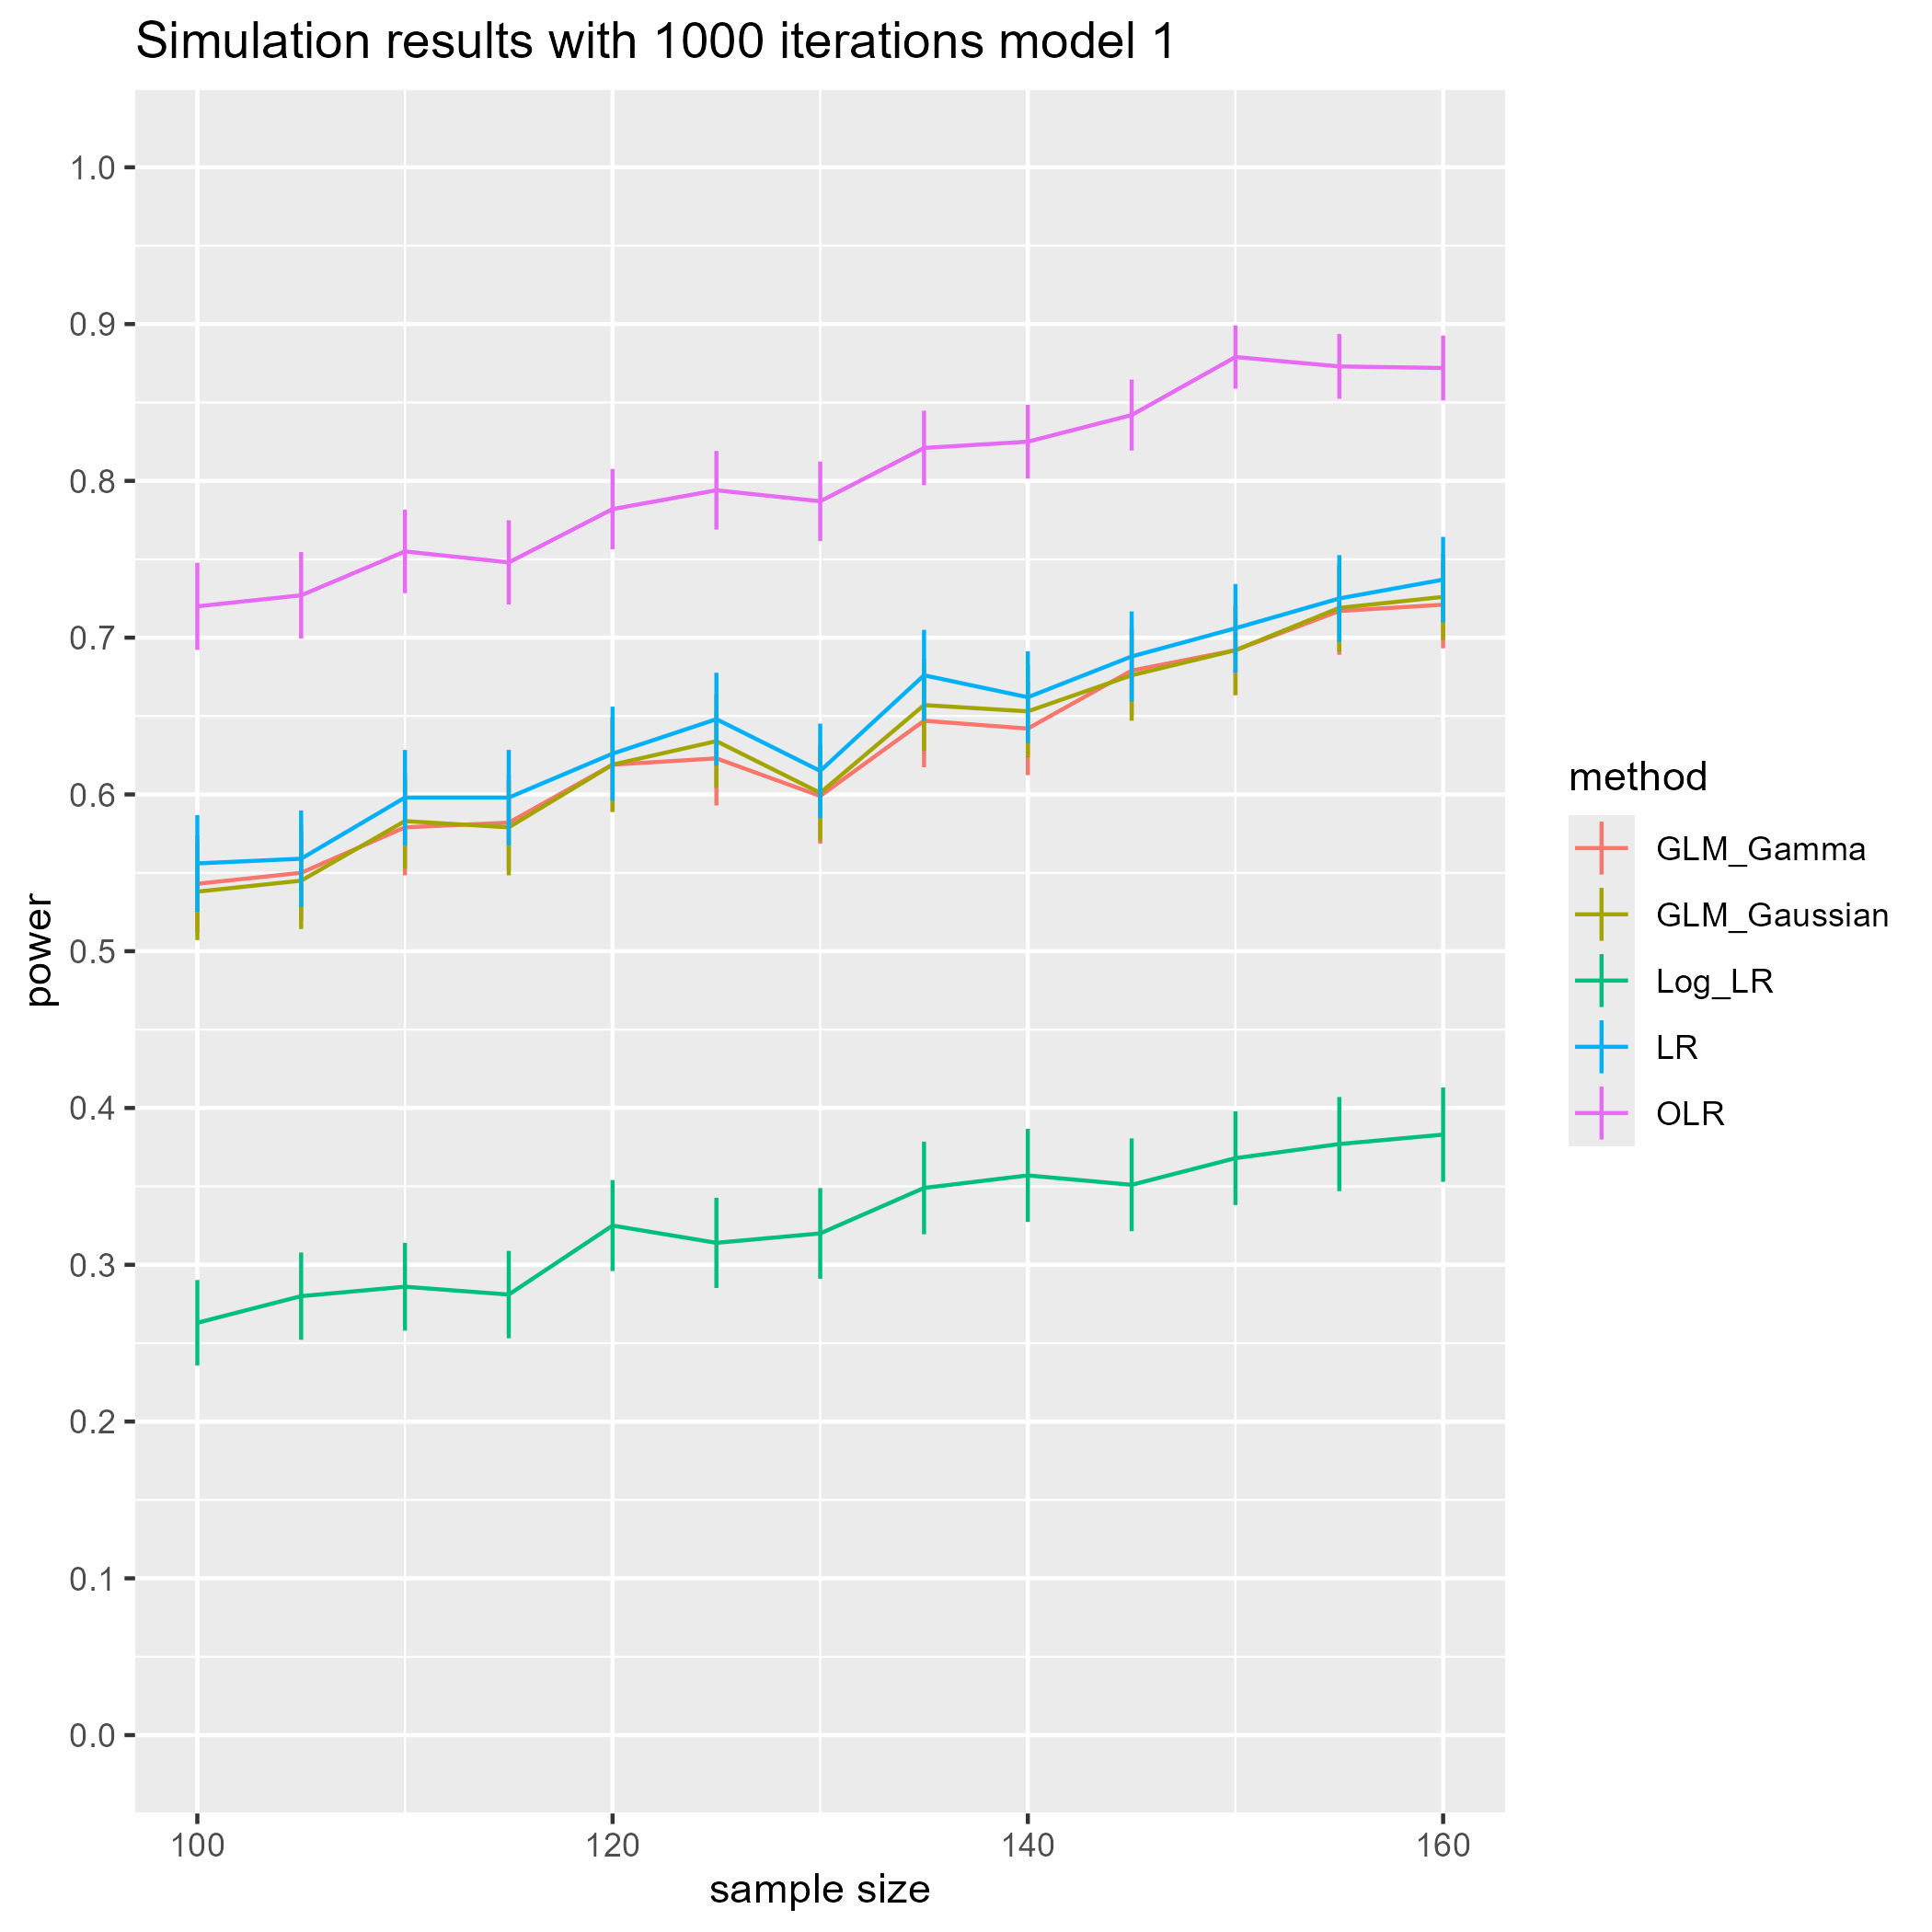 Simulation results with 1000 iterations model 1
1.0
0.9
0.8
0.7
0.6
0.5
0.4
0.3
0.2
0.1
0.0
power
100 120 140 160
sample size
method
GLM_Gamma
GLM_Gaussian
Log_LR
LR
OLR